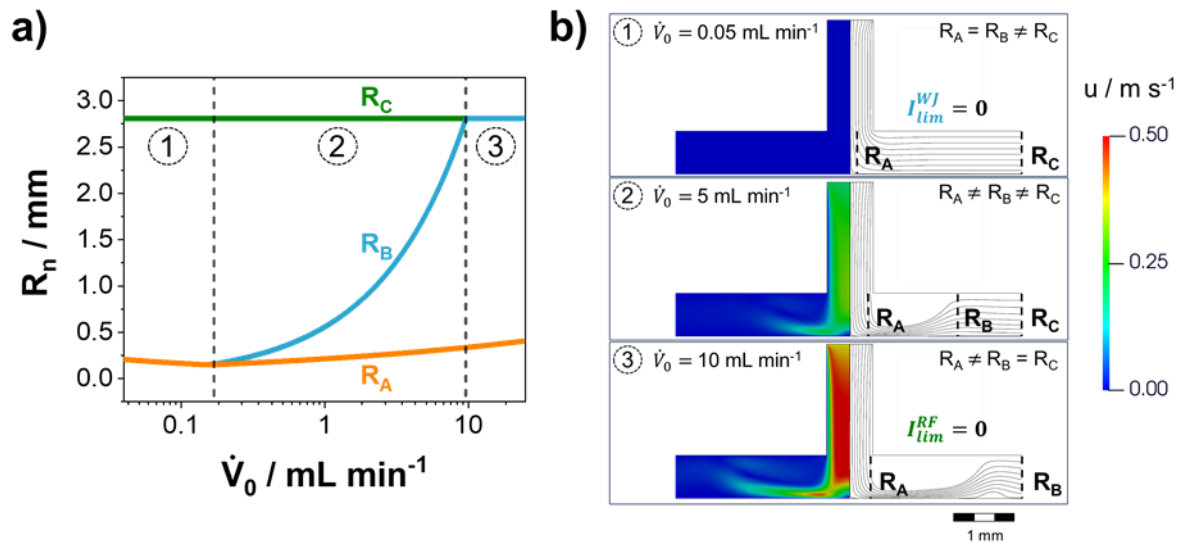 a)
R_n / mm
3.0
2.5
2.0
1.5
1.0
0.5
0.0
R_C
R_B
R_A
1
2
3
0.1
1
10
V̇_0 / mL min⁻¹
b)
1 V̇_0 = 0.05 mL min⁻¹
R_A = R_B ≠ R_C
I_lim^WJ = 0
R_A
R_C
2 V̇_0 = 5 mL min⁻¹
R_A ≠ R_B ≠ R_C
R_A
R_B
R_C
3 V̇_0 = 10 mL min⁻¹
R_A ≠ R_B = R_C
I_lim^RF = 0
R_A
R_B
1 mm
u / m s⁻¹
0.50
0.25
0.00